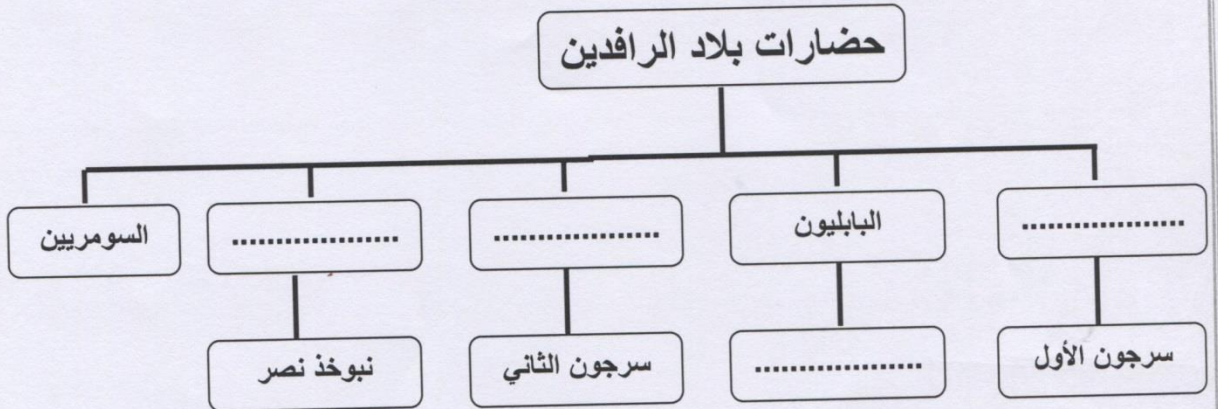 حضارات بلاد الرافدين
...................
البابليون
...................
...................
السومريين
سرجون الأول
...................
سرجون الثاني
نبوخذ نصر